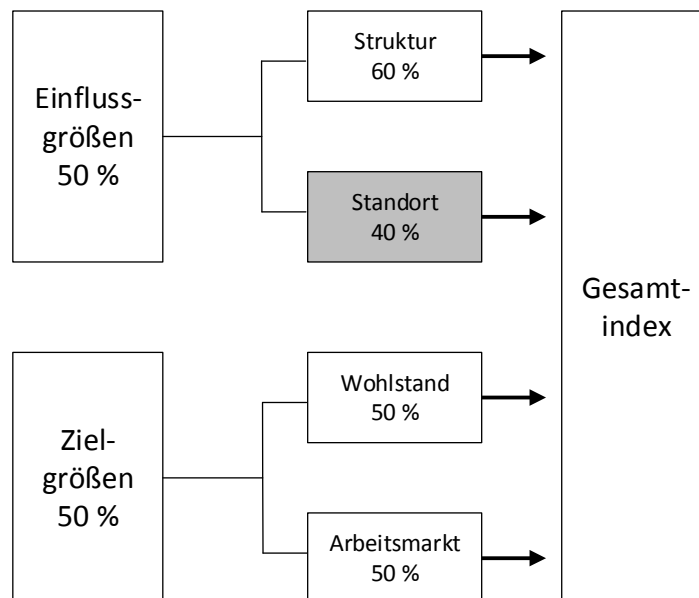 Einfluss-
größen
50 %
Struktur
60 %
Standort
40 %
Ziel-
größen
50 %
Wohlstand
50 %
Arbeitsmarkt
50 %
Gesamt-
index